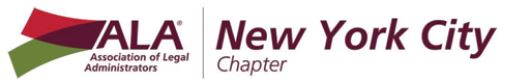 ALA®
Association of Legal
Administrators
New York City
Chapter